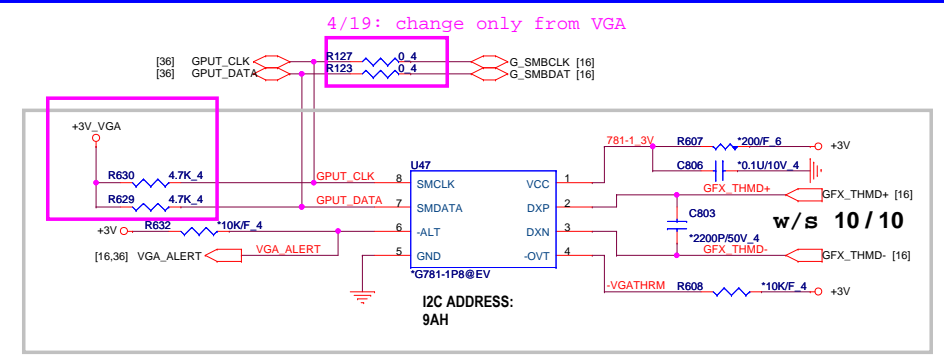 4/19: change only from VGA
[36] GPUT_CLK R127 0_4 G_SMBCLK [16]
[36] GPUT_DATA R123 0_4 G_SMBDAT [16]
+3V_VGA
781-1_3V R607 *200/F_6 +3V
C806 *0.1U/10V_4
U47
R630 4.7K_4 GPUT_CLK 8 SMCLK VCC 1
GFX_THMD+
R629 4.7K_4 GPUT_DATA 7 SMDATA DXP 2 GFX_THMD+ [16]
C803
w/s 10/10
+3V R632 *10K/F_4 6 -ALT DXN 3
*2200P/50V_4
[16,36] VGA_ALERT VGA_ALERT 5 GND -OVT 4 GFX_THMD- GFX_THMD- [16]
*G781-1P8@EV
-VGATHRM R608 *10K/F_4 +3V
I2C ADDRESS:
9AH